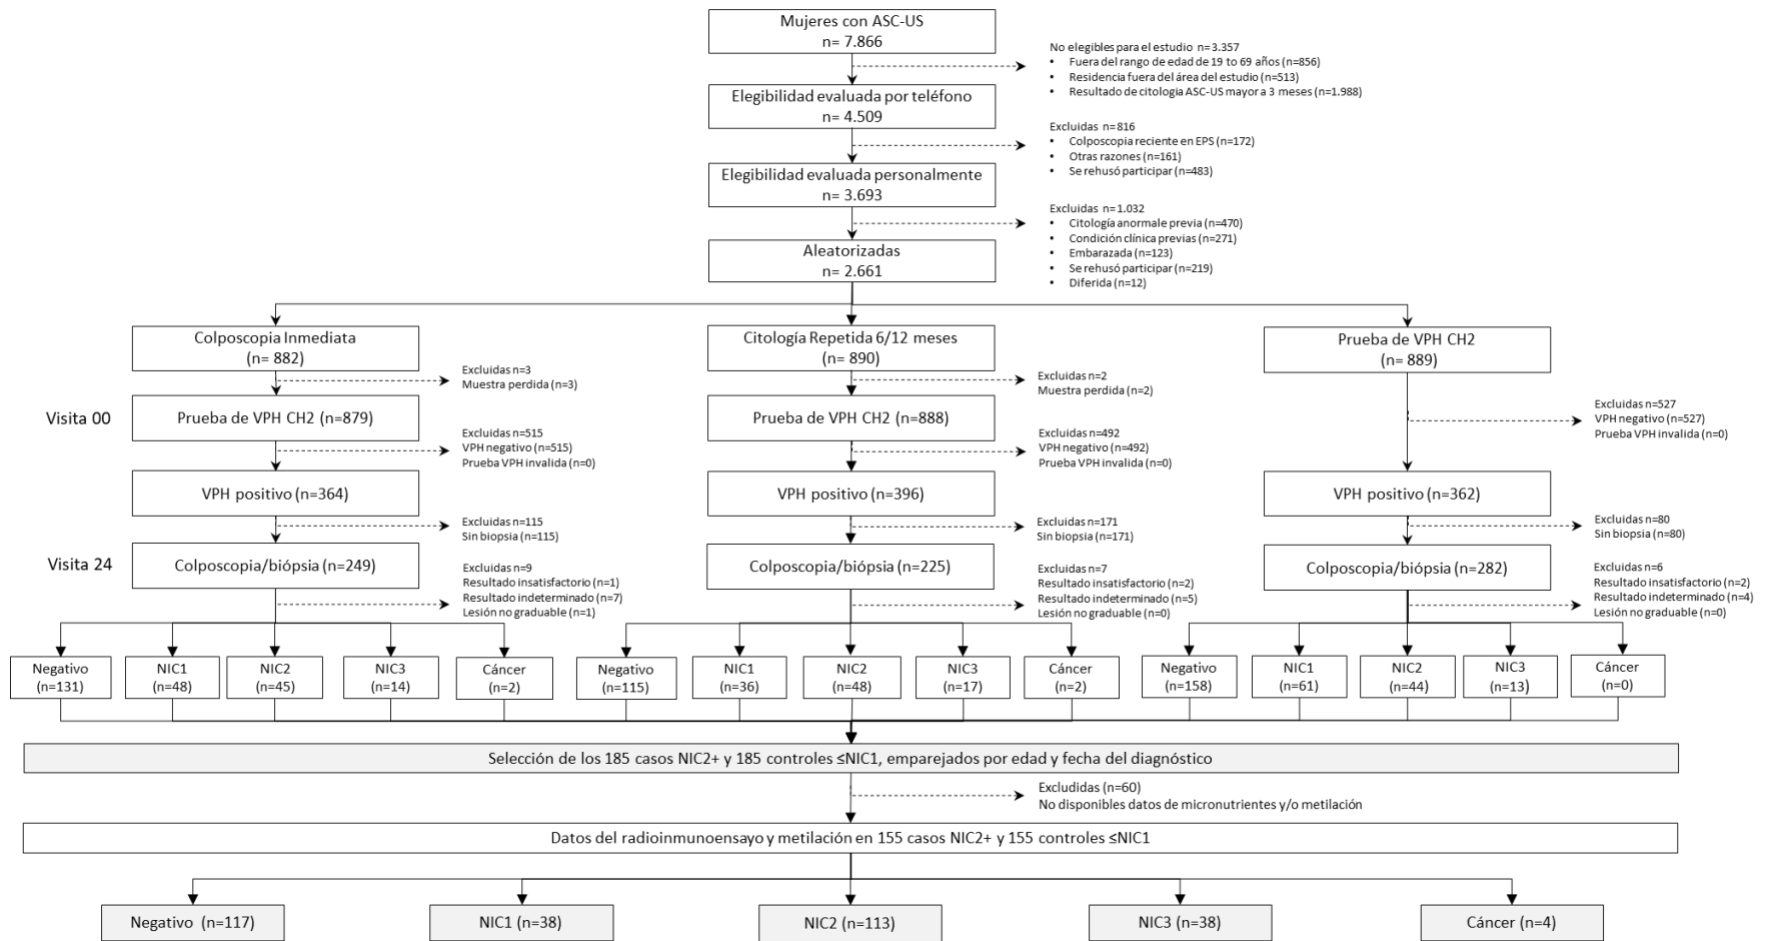 Mujeres con ASC-US
n= 7.866
No elegibles para el estudio n=3.357
• Fuera del rango de edad de 19 to 69 años (n=856)
• Residencia fuera del área del estudio (n=513)
• Resultado de citologia ASC-US mayor a 3 meses (n=1.988)
Elegibilidad evaluada por teléfono
n= 4.509
Excluidas n=816
• Colposcopia reciente en EPS (n=172)
• Otras razones (n=161)
• Se rehusó participar (n=483)
Elegibilidad evaluada personalmente
n= 3.693
Excluidas n=1.032
• Citología anormale previa (n=470)
• Condición clínica previas (n=271)
• Embarazada (n=123)
• Se rehusó participar (n=219)
• Diferida (n=12)
Aleatorizadas
n= 2.661
Colposcopia Inmediata
(n= 882)
Citología Repetida 6/12 meses
(n= 890)
Prueba de VPH CH2
(n= 889)
Excluidas n=3
Muestra perdida (n=3)
Excluidas n=2
Muestra perdida (n=2)
Visita 00
Prueba de VPH CH2 (n=879)
Prueba de VPH CH2 (n=888)
Excluidas n=527
VPH negativo (n=527)
Prueba VPH invalida (n=0)
Excluidas n=515
VPH negativo (n=515)
Prueba VPH invalida (n=0)
Excluidas n=492
VPH negativo (n=492)
Prueba VPH invalida (n=0)
VPH positivo (n=364)
VPH positivo (n=396)
VPH positivo (n=362)
Excluidas n=115
Sin biopsia (n=115)
Excluidas n=171
Sin biopsia (n=171)
Excluidas n=80
Sin biopsia (n=80)
Visita 24
Colposcopia/biópsia (n=249)
Colposcopia/biópsia (n=225)
Colposcopia/biópsia (n=282)
Excluidas n=9
Resultado insatisfactorio (n=1)
Resultado indeterminado (n=7)
Lesión no graduable (n=1)
Excluidas n=7
Resultado insatisfactorio (n=2)
Resultado indeterminado (n=5)
Lesión no graduable (n=0)
Excluidas n=6
Resultado insatisfactorio (n=2)
Resultado indeterminado (n=4)
Lesión no graduable (n=0)
Negativo
(n=131)
NIC1
(n=48)
NIC2
(n=45)
NIC3
(n=14)
Cáncer
(n=2)
Negativo
(n=115)
NIC1
(n=36)
NIC2
(n=48)
NIC3
(n=17)
Cáncer
(n=2)
Negativo
(n=158)
NIC1
(n=61)
NIC2
(n=44)
NIC3
(n=13)
Cáncer
(n=0)
Selección de los 185 casos NIC2+ y 185 controles ≤NIC1, emparejados por edad y fecha del diagnóstico
Excludidas (n=60)
No disponibles datos de micronutrientes y/o metilación
Datos del radioinmunoensayo y metilación en 155 casos NIC2+ y 155 controles ≤NIC1
Negativo (n=117)
NIC1 (n=38)
NIC2 (n=113)
NIC3 (n=38)
Cáncer (n=4)